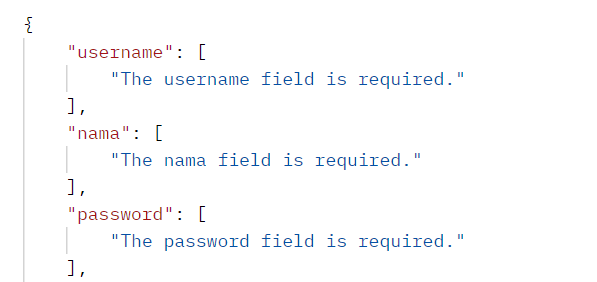 {
"username": [
"The username field is required."
],
"nama": [
"The nama field is required."
],
"password": [
"The password field is required."
],